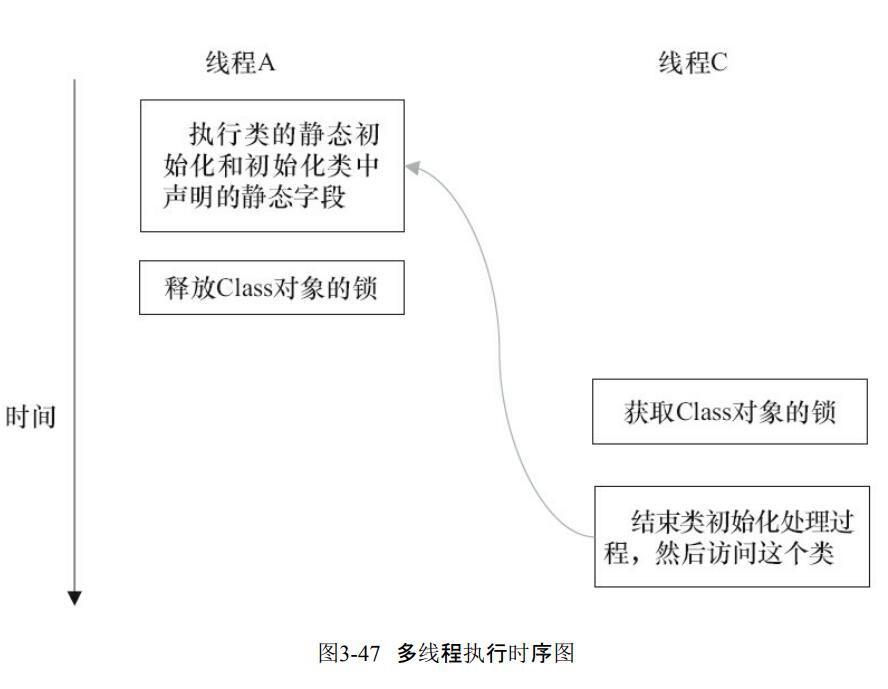 线程A
线程C
执行类的静态初
始化和初始化类中
声明的静态字段
释放Class对象的锁
时间
获取Class对象的锁
结束类初始化处理过
程，然后访问这个类
图3-47 多线程执行时序图